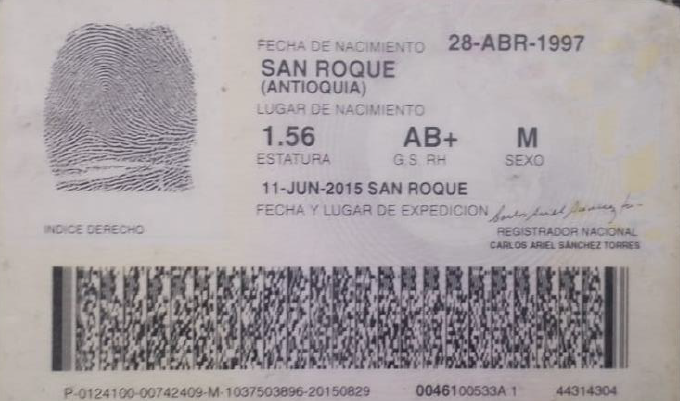 FECHA DE NACIMIENTO 28-ABR-1997
SAN ROQUE
(ANTIOQUIA)
LUGAR DE NACIMIENTO
1.56 AB+ M
ESTATURA G.S. RH SEXO
11-JUN-2015 SAN ROQUE
FECHA Y LUGAR DE EXPEDICION
INDICE DERECHO
REGISTRADOR NACIONAL
CARLOS ARIEL SÁNCHEZ TORRES
P-0124100-00742409-M-1037503896-20150829 0046100533A 1 44314304